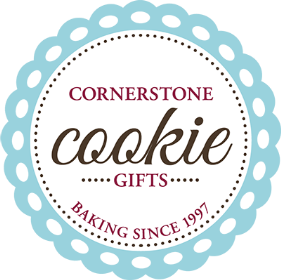 CORNERSTONE
cookie
GIFTS
BAKING SINCE 1997